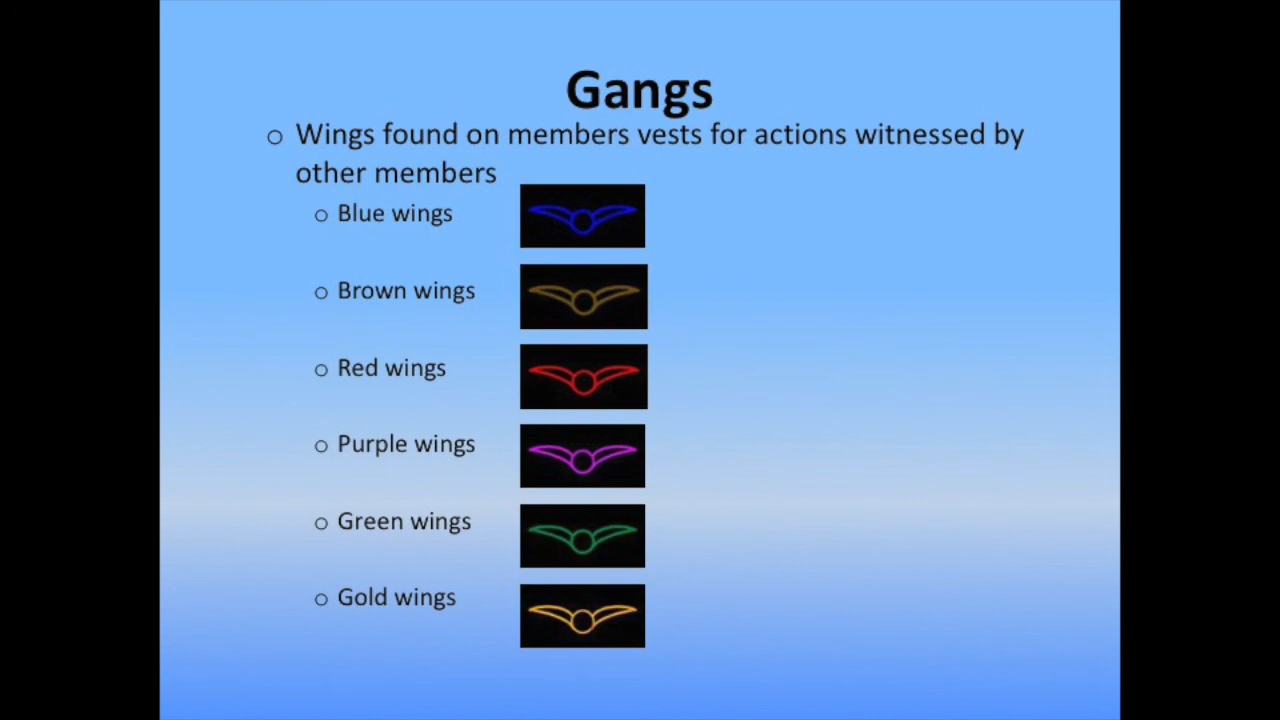 Gangs
o Wings found on members vests for actions witnessed by
other members
o Blue wings
o Brown wings
o Red wings
o Purple wings
o Green wings
o Gold wings